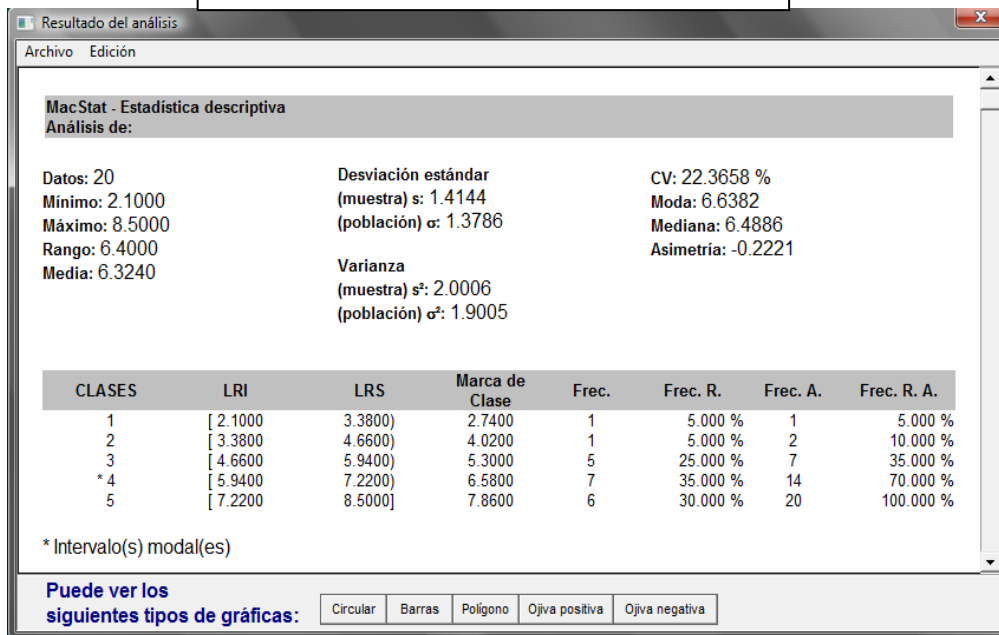 Resultado del análisis
Archivo Edición
MacStat - Estadística descriptiva
Análisis de:
Datos: 20
Mínimo: 2.1000
Máximo: 8.5000
Rango: 6.4000
Media: 6.3240
Desviación estándar
(muestra) s: 1.4144
(población) σ: 1.3786
Varianza
(muestra) s²: 2.0006
(población) σ²: 1.9005
CV: 22.3658 %
Moda: 6.6382
Mediana: 6.4886
Asimetría: -0.2221
CLASES LRI LRS Marca de Clase Frec. Frec. R. Frec. A. Frec. R. A.
1 [ 2.1000 3.3800) 2.7400 1 5.000 % 1 5.000 %
2 [ 3.3800 4.6600) 4.0200 1 5.000 % 2 10.000 %
3 [ 4.6600 5.9400) 5.3000 5 25.000 % 7 35.000 %
* 4 [ 5.9400 7.2200) 6.5800 7 35.000 % 14 70.000 %
5 [ 7.2200 8.5000] 7.8600 6 30.000 % 20 100.000 %
* Intervalo(s) modal(es)
Puede ver los
siguientes tipos de gráficas:
Circular Barras Polígono Ojiva positiva Ojiva negativa